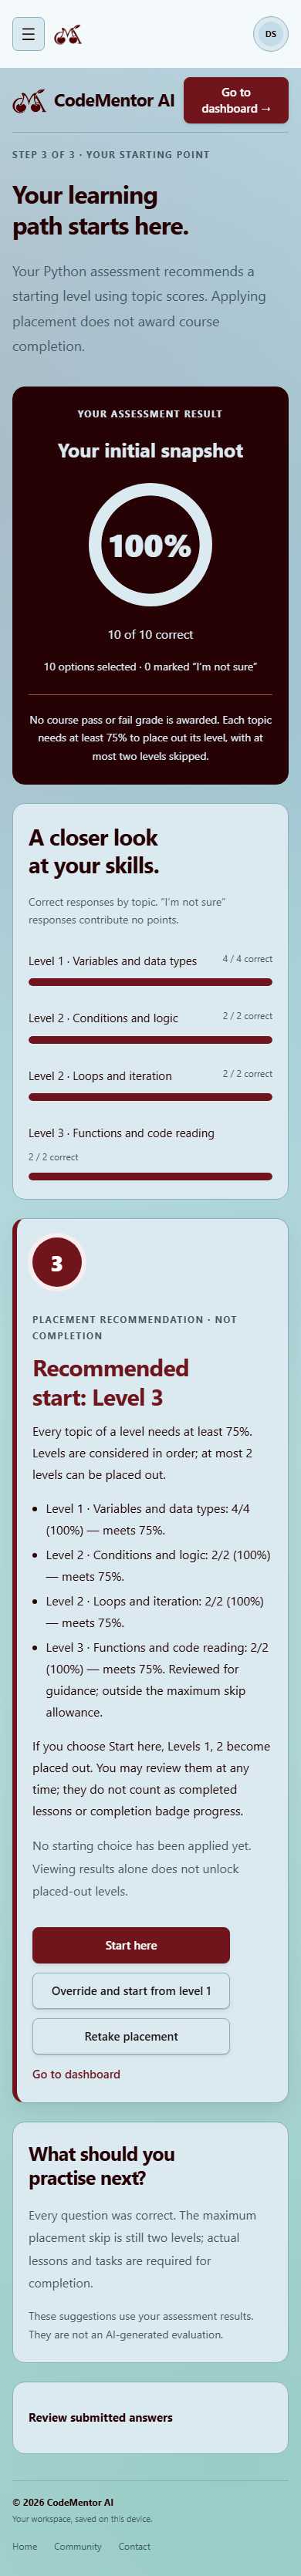 DS
CodeMentor AI
Go to
dashboard →
STEP 3 OF 3 · YOUR STARTING POINT
Your learning
path starts here.
Your Python assessment recommends a
starting level using topic scores. Applying
placement does not award course
completion.
YOUR ASSESSMENT RESULT
Your initial snapshot
100%
10 of 10 correct
10 options selected · 0 marked “I’m not sure”
No course pass or fail grade is awarded. Each topic
needs at least 75% to place out its level, with at
most two levels skipped.
A closer look
at your skills.
Correct responses by topic. “I’m not sure”
responses contribute no points.
Level 1 · Variables and data types 4 / 4 correct
Level 2 · Conditions and logic 2 / 2 correct
Level 2 · Loops and iteration 2 / 2 correct
Level 3 · Functions and code reading
2 / 2 correct
3
PLACEMENT RECOMMENDATION · NOT
COMPLETION
Recommended
start: Level 3
Every topic of a level needs at least 75%.
Levels are considered in order; at most 2
levels can be placed out.
• Level 1 · Variables and data types: 4/4
(100%) — meets 75%.
• Level 2 · Conditions and logic: 2/2 (100%)
— meets 75%.
• Level 2 · Loops and iteration: 2/2 (100%)
— meets 75%.
• Level 3 · Functions and code reading: 2/2
(100%) — meets 75%. Reviewed for
guidance; outside the maximum skip
allowance.
If you choose Start here, Levels 1, 2 become
placed out. You may review them at any
time; they do not count as completed
lessons or completion badge progress.
No starting choice has been applied yet.
Viewing results alone does not unlock
placed-out levels.
Start here
Override and start from level 1
Retake placement
Go to dashboard
What should you
practise next?
Every question was correct. The maximum
placement skip is still two levels; actual
lessons and tasks are required for
completion.
These suggestions use your assessment results.
They are not an AI-generated evaluation.
Review submitted answers
© 2026 CodeMentor AI
Your workspace, saved on this device.
Home Community Contact